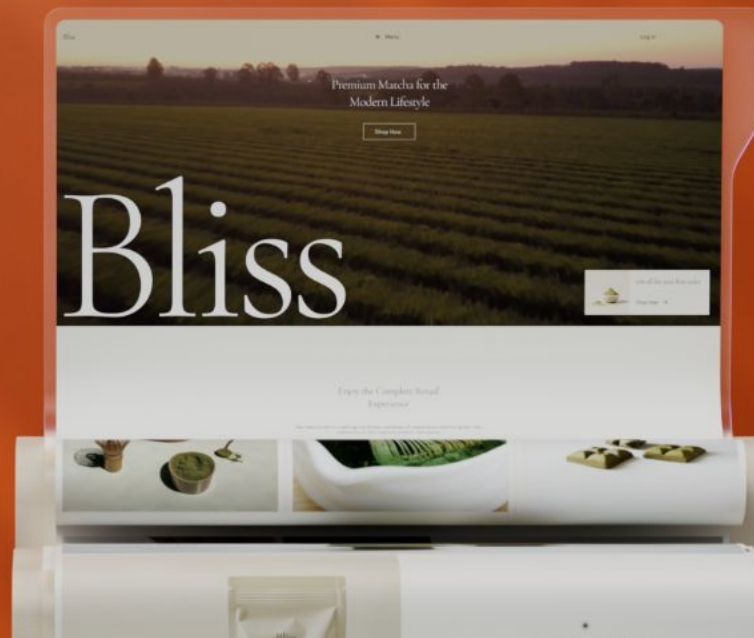 Bliss
Menu
Log in
Premium Matcha for the
Modern Lifestyle
Shop Now
Bliss
Shop Now
Enjoy the Complete Ritual
Experience
Bliss